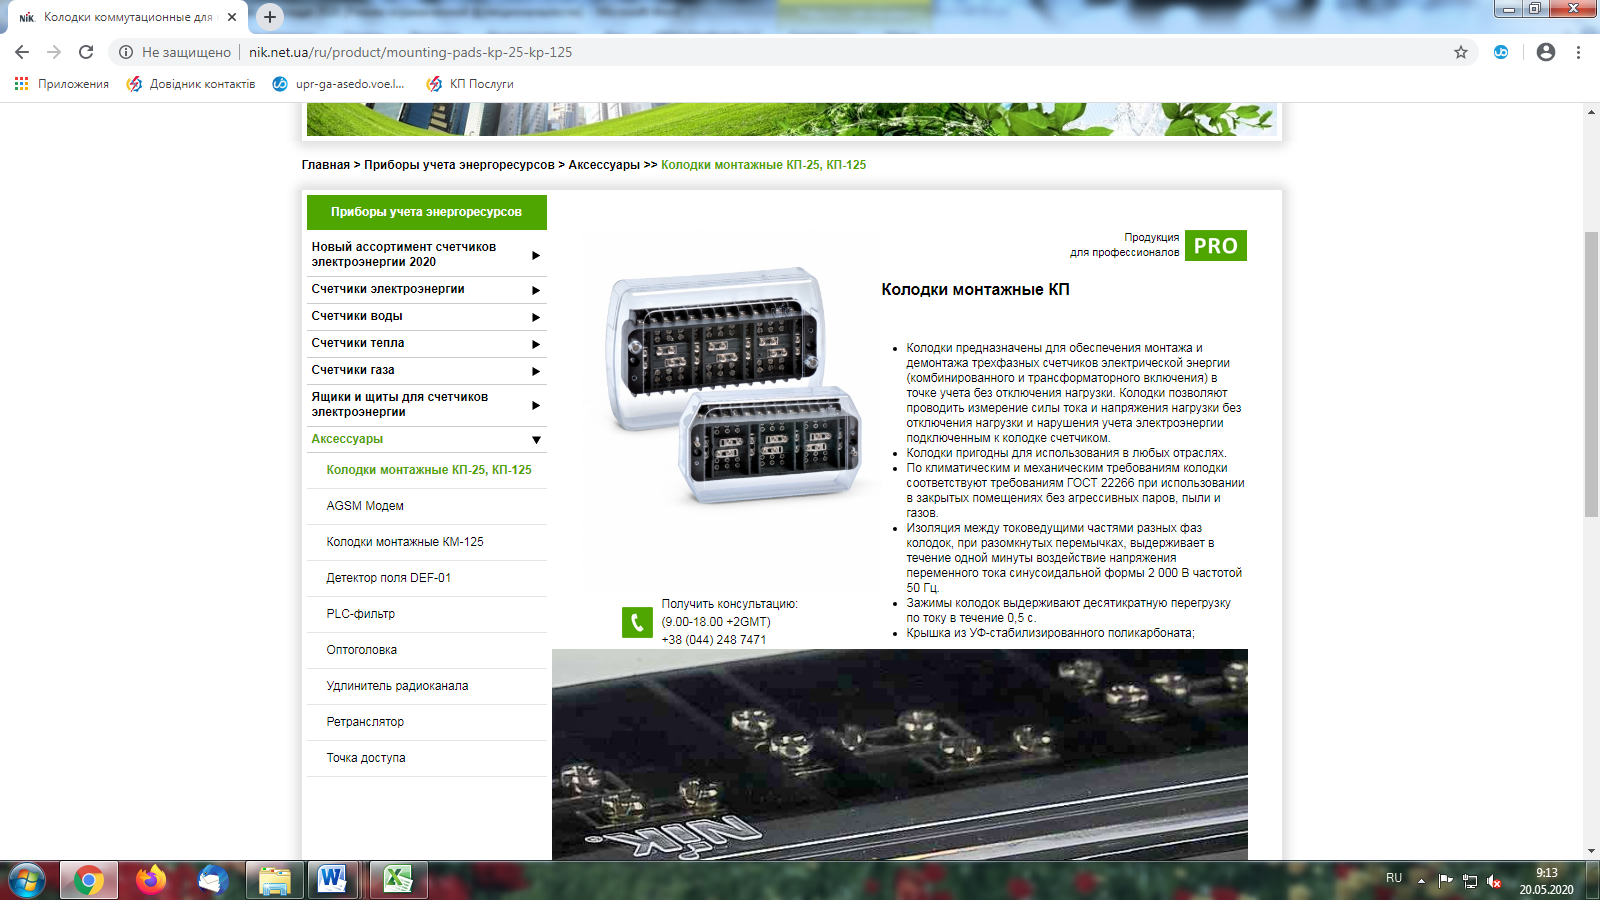 NiK. Колодки коммутационные для
Не защищено nik.net.ua/ru/product/mounting-pads-kp-25-kp-125
Приложения Довідник контактів upr-ga-asedo.voe.l... КП Послуги
Главная > Приборы учета энергоресурсов > Аксессуары >> Колодки монтажные КП-25, КП-125
Приборы учета энергоресурсов
Новый ассортимент счетчиков
электроэнергии 2020
Счетчики электроэнергии
Счетчики воды
Счетчики тепла
Счетчики газа
Ящики и щиты для счетчиков
электроэнергии
Аксессуары
Колодки монтажные КП-25, КП-125
AGSM Модем
Колодки монтажные КМ-125
Детектор поля DEF-01
PLC-фильтр
Оптоголовка
Удлинитель радиоканала
Ретранслятор
Точка доступа
Продукция
для профессионалов
PRO
Колодки монтажные КП
Колодки предназначены для обеспечения монтажа и
демонтажа трехфазных счетчиков электрической энергии
(комбинированного и трансформаторного включения) в
точке учета без отключения нагрузки. Колодки позволяют
проводить измерение силы тока и напряжения нагрузки без
отключения нагрузки и нарушения учета электроэнергии
подключенным к колодке счетчиком.
Колодки пригодны для использования в любых отраслях.
По климатическим и механическим требованиям колодки
соответствуют требованиям ГОСТ 22266 при использовании
в закрытых помещениях без агрессивных паров, пыли и
газов.
Изоляция между токоведущими частями разных фаз
колодок, при разомкнутых перемычках, выдерживает в
течение одной минуты воздействие напряжения
переменного тока синусоидальной формы 2 000 В частотой
50 Гц.
Зажимы колодок выдерживают десятикратную перегрузку
по току в течение 0,5 с.
Крышка из УФ-стабилизированного поликарбоната;
Получить консультацию:
(9.00-18.00 +2GMT)
+38 (044) 248 7471
NiK
RU
9:13
20.05.2020